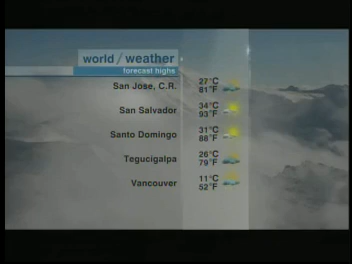 world / weather
forecast highs
San Jose, C.R. 27°C
81°F
San Salvador 34°C
93°F
Santo Domingo 31°C
88°F
Tegucigalpa 26°C
79°F
Vancouver 11°C
52°F